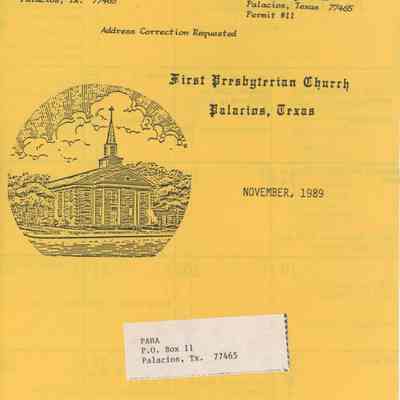 Palacios, Tx. 77465
Palacios, Texas 77465
Permit #11
Address Correction Requested
First Presbyterian Church
Palacios, Texas
NOVEMBER, 1989
PARA
P.O. Box 11
Palacios, Tx. 77465